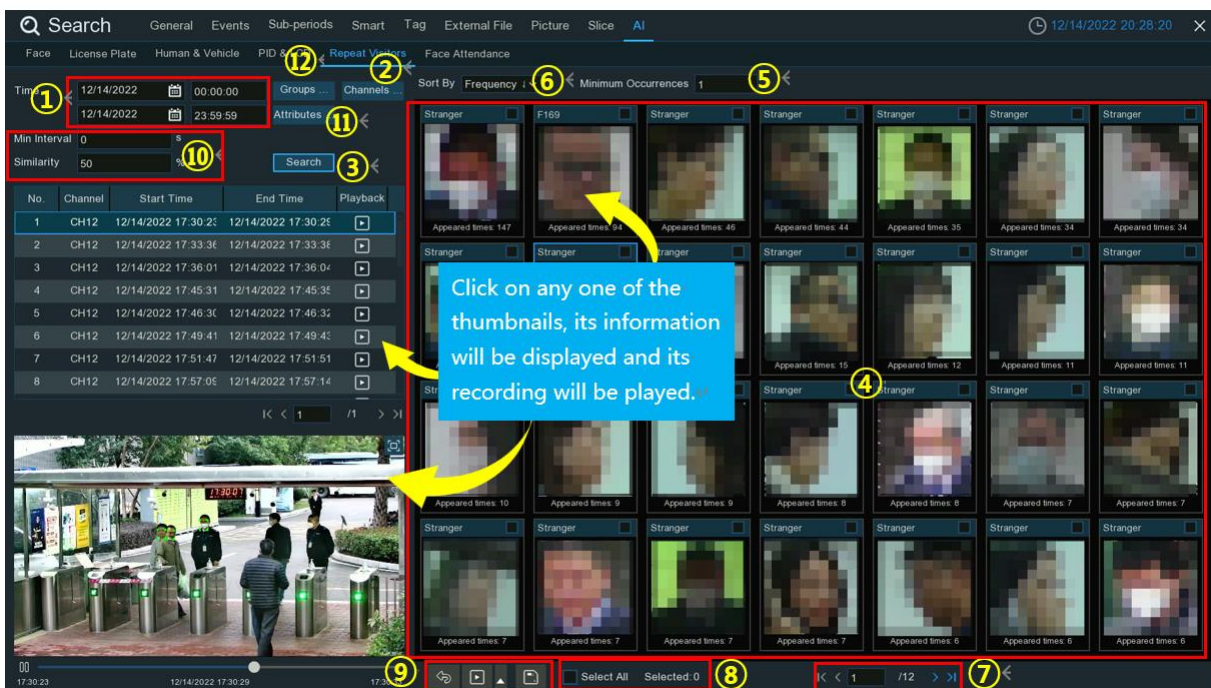 Search General Events Sub-periods Smart Tag External File Picture Slice AI 12/14/2022 20:28:20
Face License Plate Human & Vehicle PID & ⑫ Repeat Visitors Face Attendance
②
Time ① 12/14/2022 00:00:00 Groups ... Channels ...
12/14/2022 23:59:59 Attributes ⑪
Sort By Frequency ↓ ⑥ Minimum Occurrences 1 ⑤
Min Interval 0 s
Similarity 50 % ⑩ Search ③
No. Channel Start Time End Time Playback
1 CH12 12/14/2022 17:30:23 12/14/2022 17:30:29
2 CH12 12/14/2022 17:33:36 12/14/2022 17:33:38
3 CH12 12/14/2022 17:36:01 12/14/2022 17:36:04
4 CH12 12/14/2022 17:45:31 12/14/2022 17:45:35
5 CH12 12/14/2022 17:46:30 12/14/2022 17:46:32
6 CH12 12/14/2022 17:49:41 12/14/2022 17:49:43
7 CH12 12/14/2022 17:51:47 12/14/2022 17:51:51
8 CH12 12/14/2022 17:57:09 12/14/2022 17:57:14
1 /1
17:30:07
17:30:23 12/14/2022 17:30:29
Stranger F169 Stranger Stranger Stranger Stranger Stranger
Appeared times: 147 Appeared times: 94 Appeared times: 46 Appeared times: 44 Appeared times: 35 Appeared times: 34 Appeared times: 34
Stranger Stranger Stranger Stranger Stranger Stranger
Click on any one of the
thumbnails, its information
will be displayed and its
recording will be played.
Appeared times: 15 Appeared times: 12 Appeared times: 11 Appeared times: 11
④
Stranger Stranger Stranger
Appeared times: 10 Appeared times: 9 Appeared times: 9 Appeared times: 8 Appeared times: 8 Appeared times: 7 Appeared times: 7
Stranger Stranger Stranger Stranger Stranger Stranger Stranger
Appeared times: 7 Appeared times: 7 Appeared times: 7 Appeared times: 7 Appeared times: 6 Appeared times: 6 Appeared times: 6
⑨ Select All Selected:0 ⑧ 1 /12 ⑦